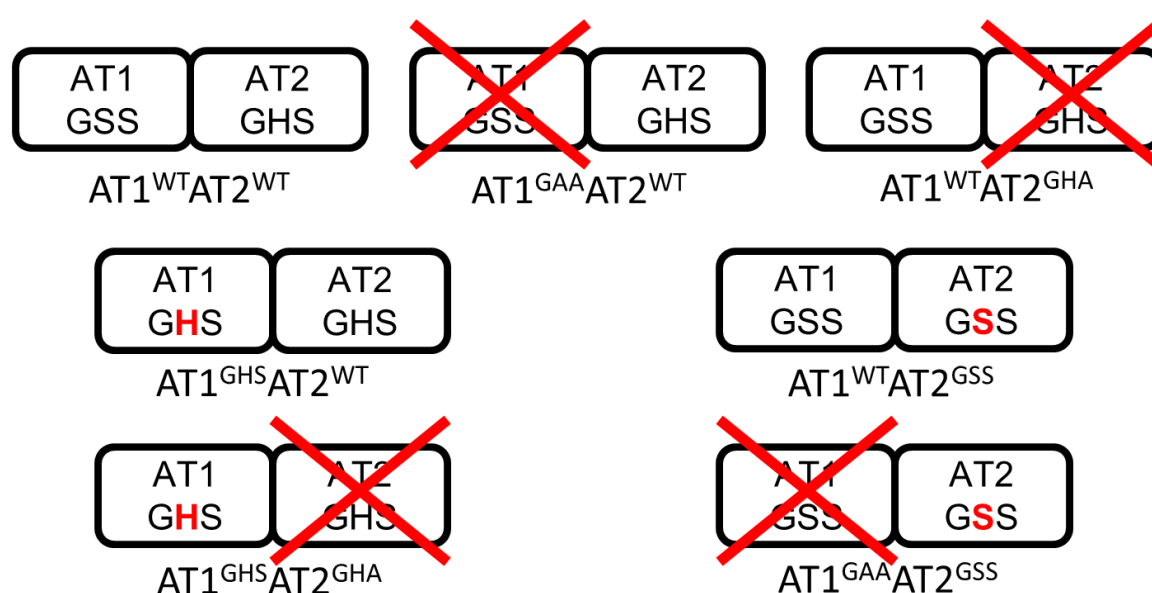 AT1 AT2 AT1 AT2 AT1 AT2
GSS GHS GSS GHS GSS GHS
AT1ᵂᵀAT2ᵂᵀ AT1ᴳᴬᴬAT2ᵂᵀ AT1ᵂᵀAT2ᴳᴴᴬ
AT1 AT2 AT1 AT2
GHS GHS GSS GSS
AT1ᴳᴴSAT2ᵂᵀ AT1ᵂᵀAT2ᴳSS
AT1 AT2 AT1 AT2
GHS GHS GSS GSS
AT1ᴳᴴSAT2ᴳᴴᴬ AT1ᴳᴬᴬAT2ᴳSS